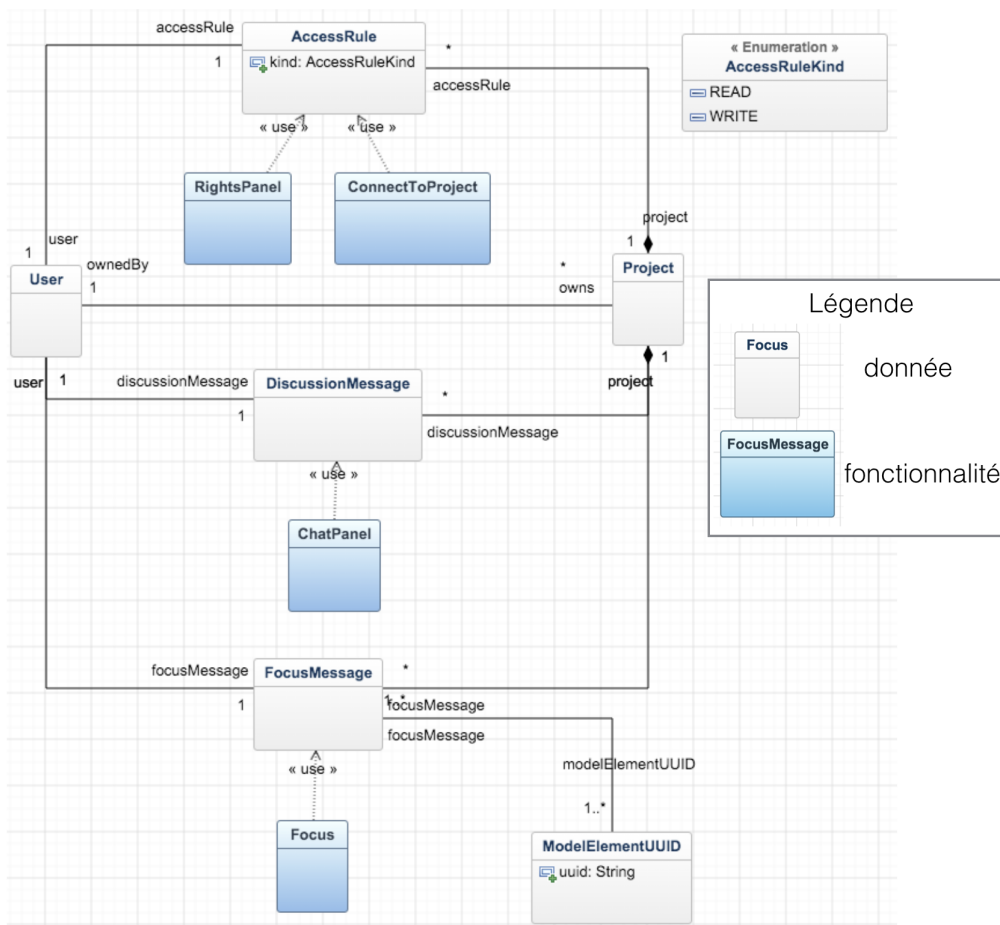 accessRule
1
AccessRule
kind: AccessRuleKind
*
accessRule
« Enumeration »
AccessRuleKind
READ
WRITE
« use »
« use »
RightsPanel
ConnectToProject
project
1
user
1
User
ownedBy
1
*
owns
Project
Légende
Focus
donnée
FocusMessage
fonctionnalité
user
1
discussionMessage
1
DiscussionMessage
*
discussionMessage
1
project
« use »
ChatPanel
focusMessage
1
FocusMessage
*
1..*
focusMessage
focusMessage
« use »
Focus
modelElementUUID
1..*
ModelElementUUID
uuid: String